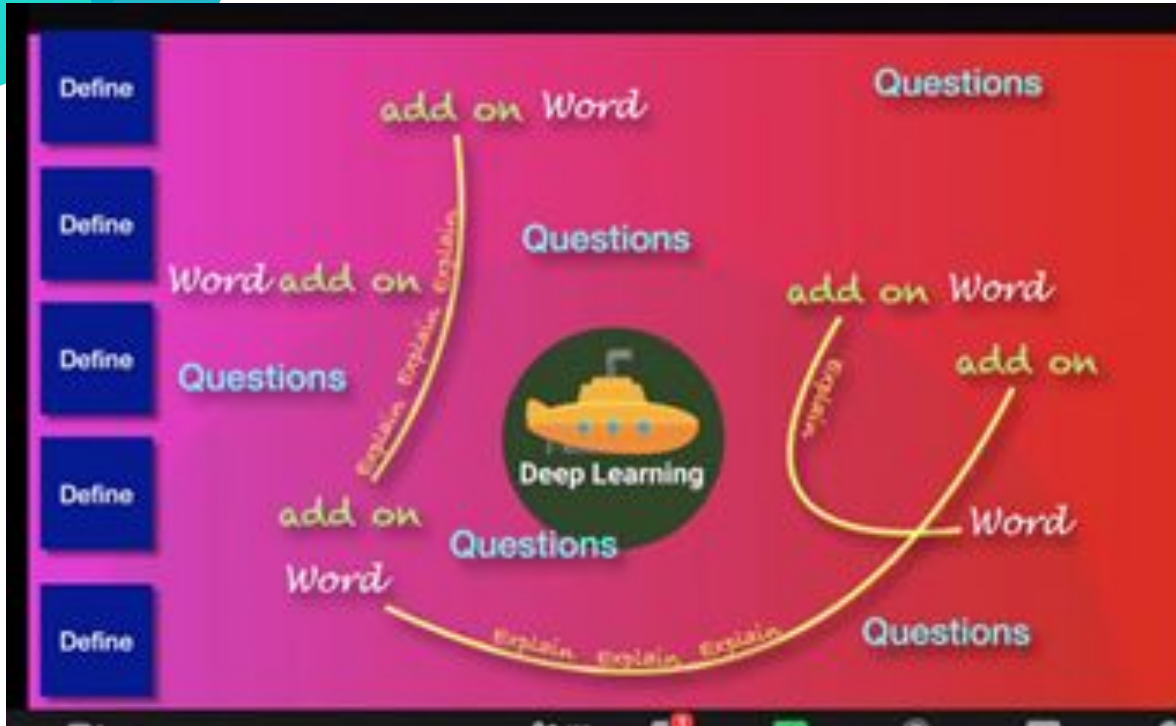 Define
add on Word
Questions
Define
Questions
Word add on
Explain
Explain
Explain
add on Word
Explain
add on
Define
Questions
Deep Learning
Define
add on
Questions
Word
Word
Define
Explain Explain Explain
Questions